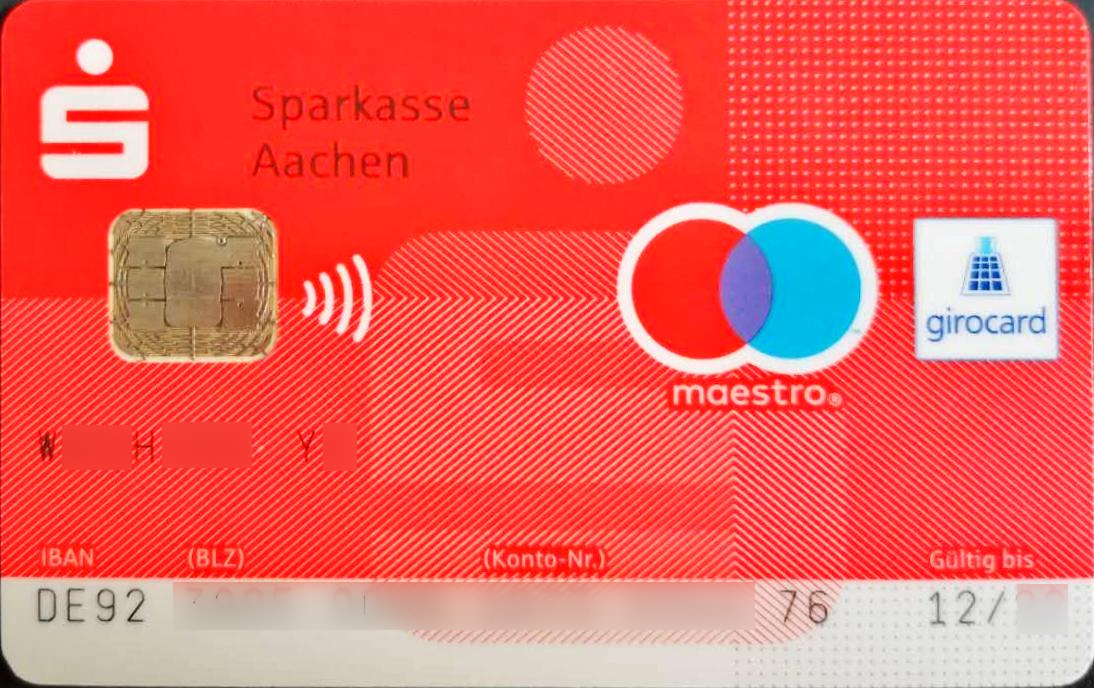 Sparkasse
Aachen
maestro®
girocard
W H Y
IBAN (BLZ) (Konto-Nr.) Gültig bis
DE92 76 12/